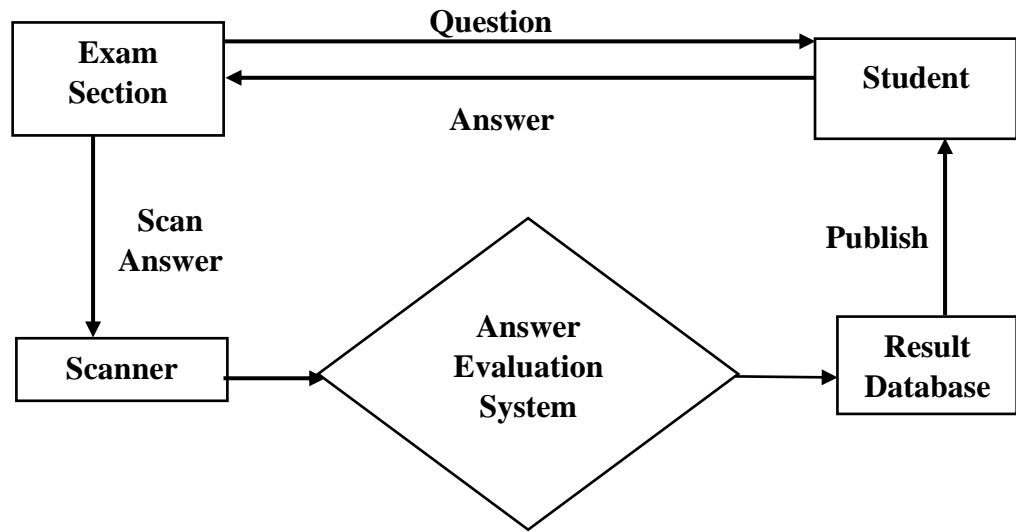 Question
Exam
Section
Student
Answer
Scan
Answer
Publish
Scanner
Answer
Evaluation
System
Result
Database